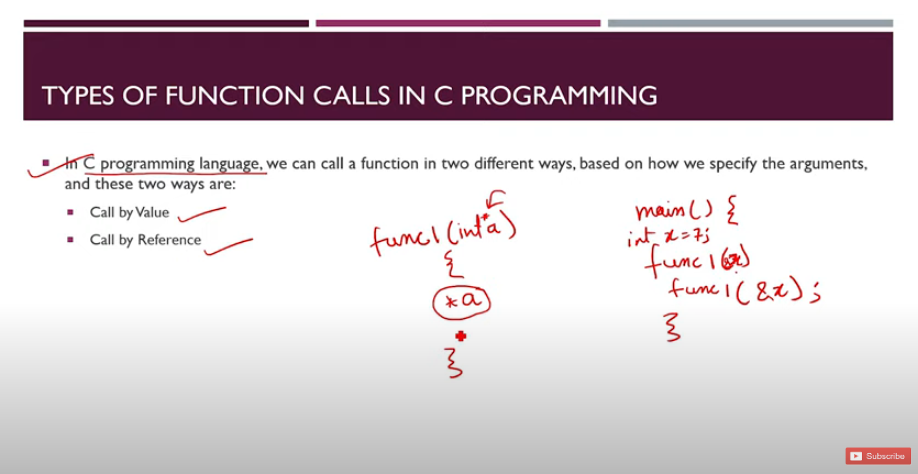 TYPES OF FUNCTION CALLS IN C PROGRAMMING
In C programming language, we can call a function in two different ways, based on how we specify the arguments,
and these two ways are:
Call by Value
Call by Reference
func1(int *a)
{
*a
}
main() {
int x=7;
func1(&x)
func1(&x);
}
Subscribe